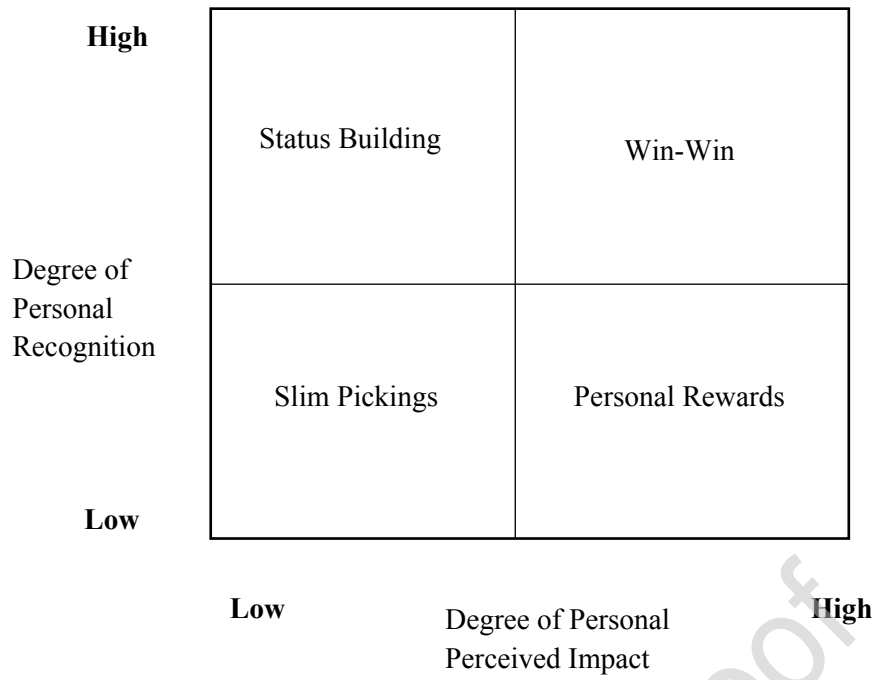 High
Status Building
Win-Win
Degree of
Personal
Recognition
Slim Pickings
Personal Rewards
Low
Low
High
Degree of Personal
Perceived Impact